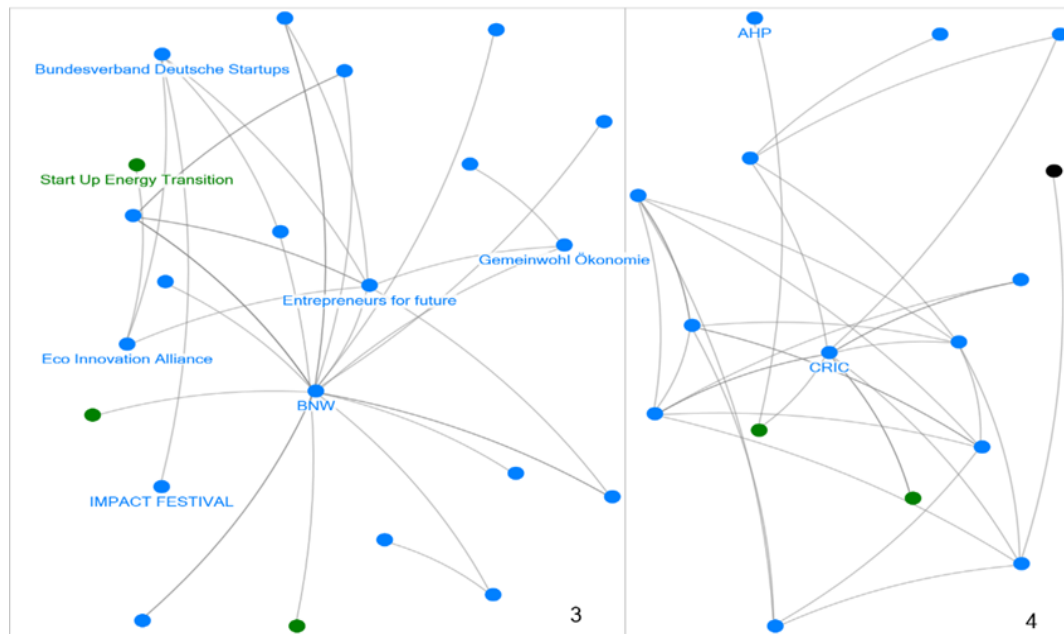 AHP
Bundesverband Deutsche Startups
Start Up Energy Transition
Gemeinwohl Ökonomie
Entrepreneurs for future
Eco Innovation Alliance
CRIC
BNW
IMPACT FESTIVAL
3
4